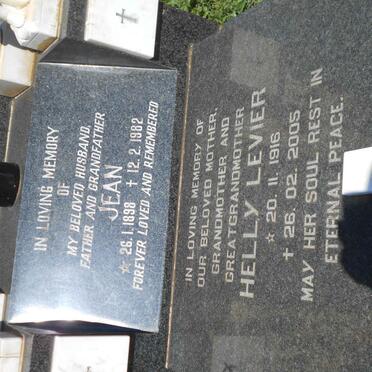 IN LOVING MEMORY
OF
MY BELOVED HUSBAND,
FATHER AND GRANDFATHER
JEAN
☆ 26.1.1898 ✝ 12.2.1982
FOREVER LOVED AND REMEMBERED
IN LOVING MEMORY OF
OUR BELOVED MOTHER,
GRANDMOTHER AND
GREATGRANDMOTHER
HELLY LEVIER
☆ 20. 11. 1916
✝ 26. 02. 2005
MAY HER SOUL REST IN
ETERNAL PEACE.